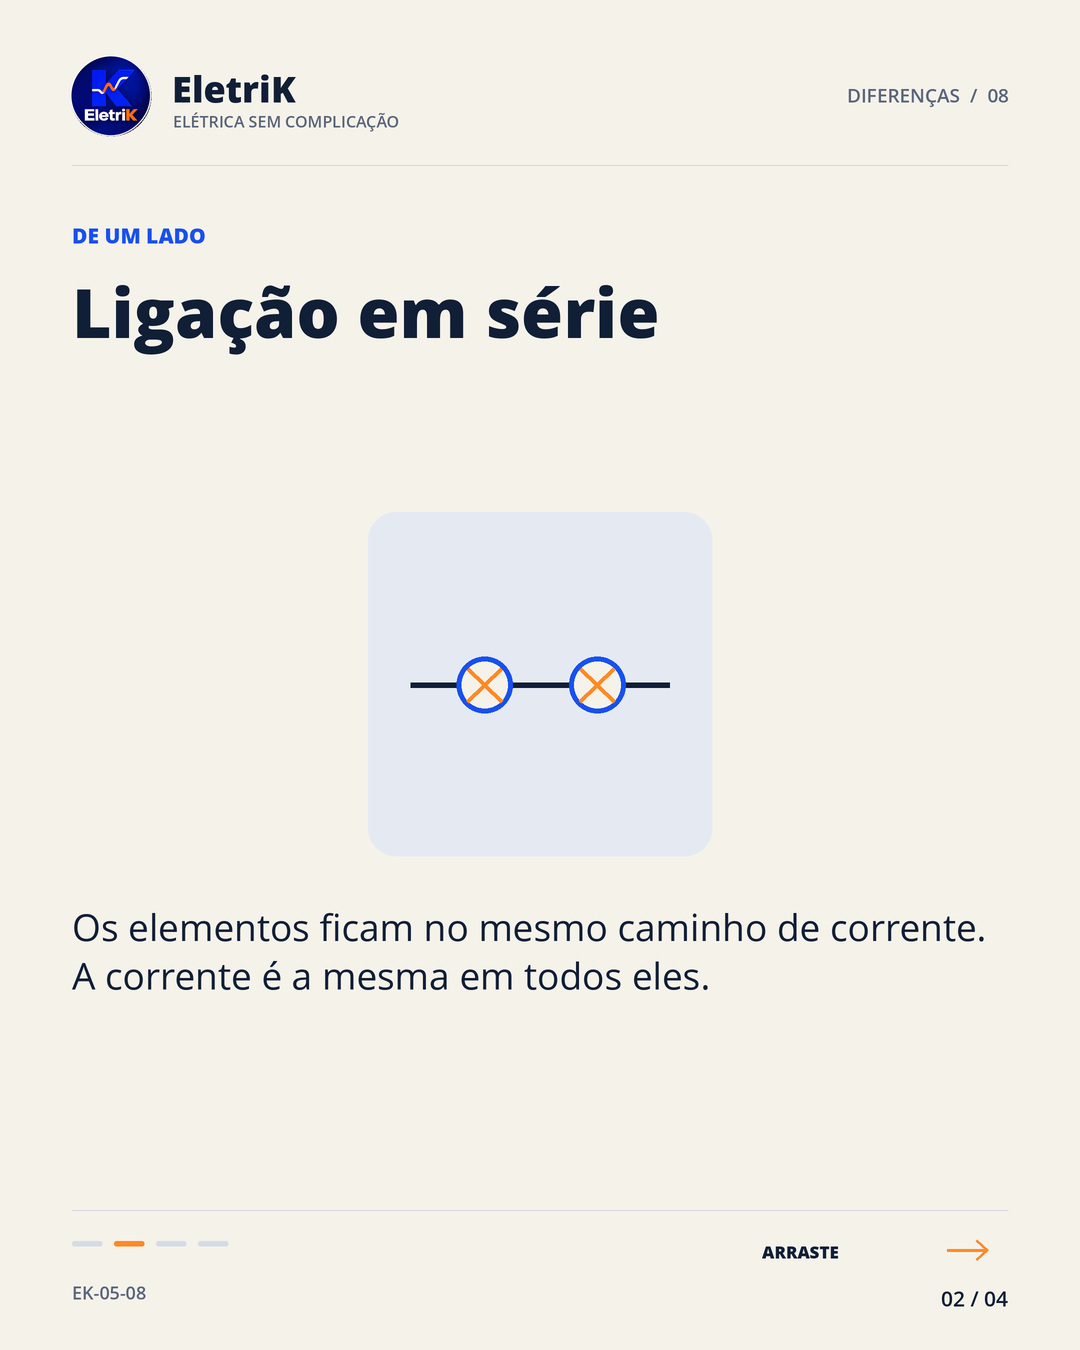 EletriK
EletriK
ELÉTRICA SEM COMPLICAÇÃO
DIFERENÇAS / 08
DE UM LADO
Ligação em série
Os elementos ficam no mesmo caminho de corrente.
A corrente é a mesma em todos eles.
ARRASTE
EK-05-08
02 / 04